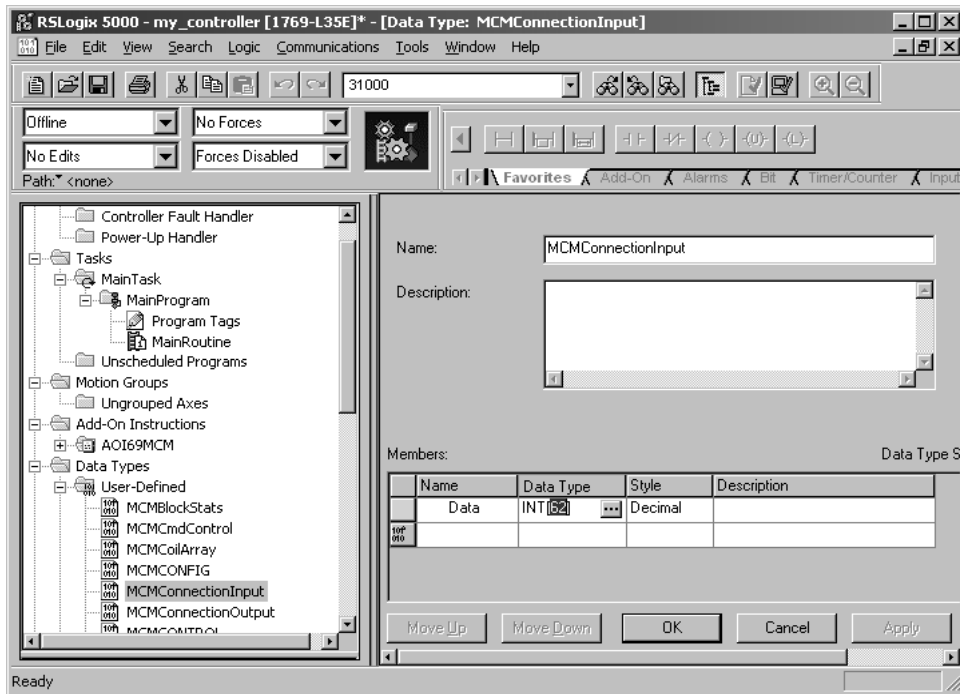 RSLogix 5000 - my_controller [1769-L35E]* - [Data Type: MCMConnectionInput]
File Edit View Search Logic Communications Tools Window Help
31000
Offline No Forces
No Edits Forces Disabled
Path: <none>
Favorites Add-On Alarms Bit Timer/Counter Input
Controller Fault Handler
Power-Up Handler
Tasks
MainTask
MainProgram
Program Tags
MainRoutine
Unscheduled Programs
Motion Groups
Ungrouped Axes
Add-On Instructions
AOI69MCM
Data Types
User-Defined
MCMBlockStats
MCMCmdControl
MCMCoilArray
MCMCONFIG
MCMConnectionInput
MCMConnectionOutput
MCMCONTROL
Name: MCMConnectionInput
Description:
Members: Data Type S
Name Data Type Style Description
Data INT[62] ... Decimal
Move Up Move Down OK Cancel Apply
Ready